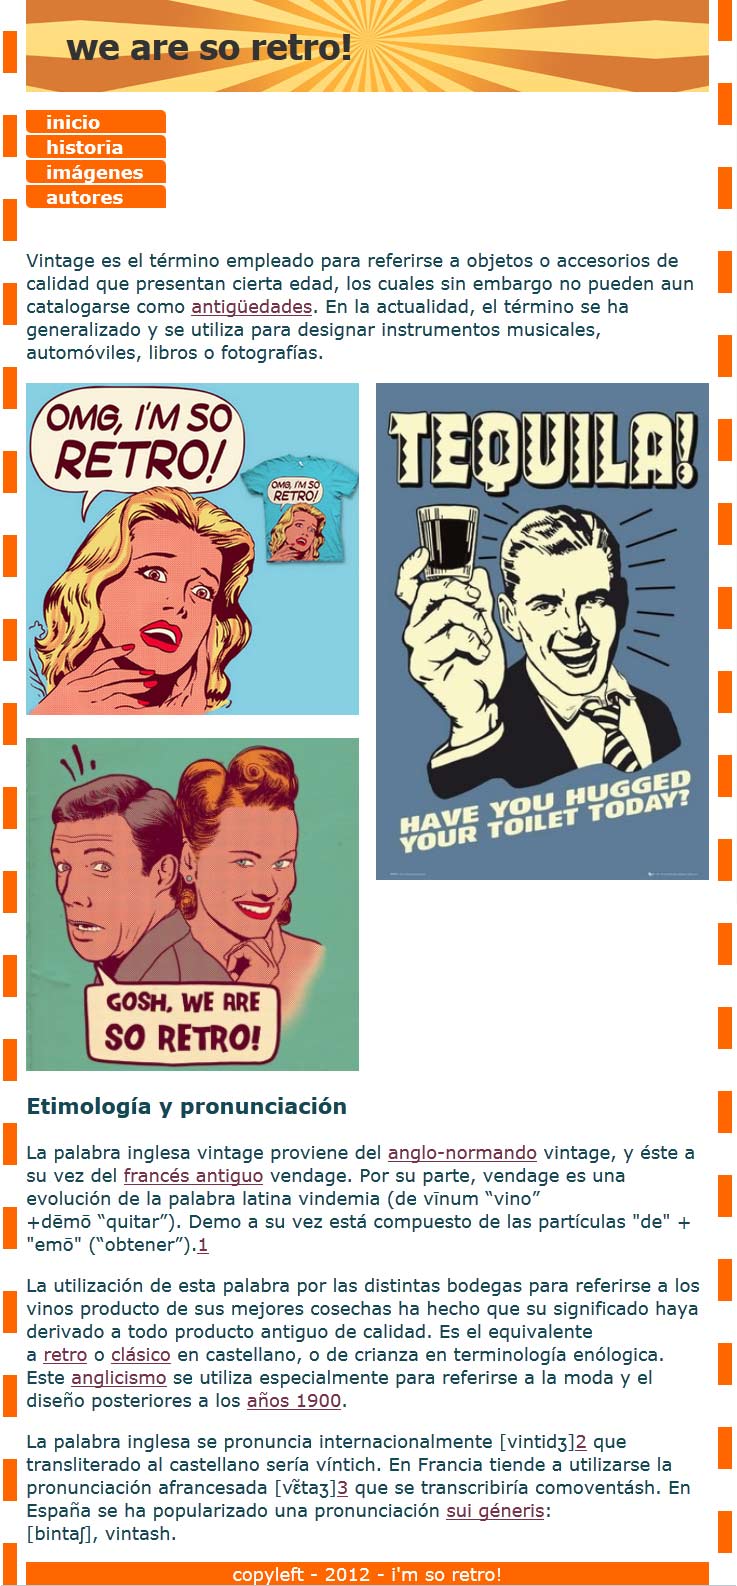 we are so retro!
inicio
historia
imágenes
autores
Vintage es el término empleado para referirse a objetos o accesorios de
calidad que presentan cierta edad, los cuales sin embargo no pueden aun
catalogarse como antigüedades. En la actualidad, el término se ha
generalizado y se utiliza para designar instrumentos musicales,
automóviles, libros o fotografías.
OMG, I'M SO
RETRO!
OMG, I'M SO
RETRO!
TEQUILA!
HAVE YOU HUGGED
YOUR TOILET TODAY?
GOSH, WE ARE
SO RETRO!
Etimología y pronunciación
La palabra inglesa vintage proviene del anglo-normando vintage, y éste a
su vez del francés antiguo vendage. Por su parte, vendage es una
evolución de la palabra latina vindemia (de vīnum “vino”
+dēmō “quitar”). Demo a su vez está compuesto de las partículas "de" +
"emō" (“obtener”).1
La utilización de esta palabra por las distintas bodegas para referirse a los
vinos producto de sus mejores cosechas ha hecho que su significado haya
derivado a todo producto antiguo de calidad. Es el equivalente
a retro o clásico en castellano, o de crianza en terminología enólogica.
Este anglicismo se utiliza especialmente para referirse a la moda y el
diseño posteriores a los años 1900.
La palabra inglesa se pronuncia internacionalmente [vintidʒ]2 que
transliterado al castellano sería víntich. En Francia tiende a utilizarse la
pronunciación afrancesada [vɛ̃taʒ]3 que se transcribiría comoventásh. En
España se ha popularizado una pronunciación sui géneris:
[bintaʃ], vintash.
copyleft - 2012 - i'm so retro!